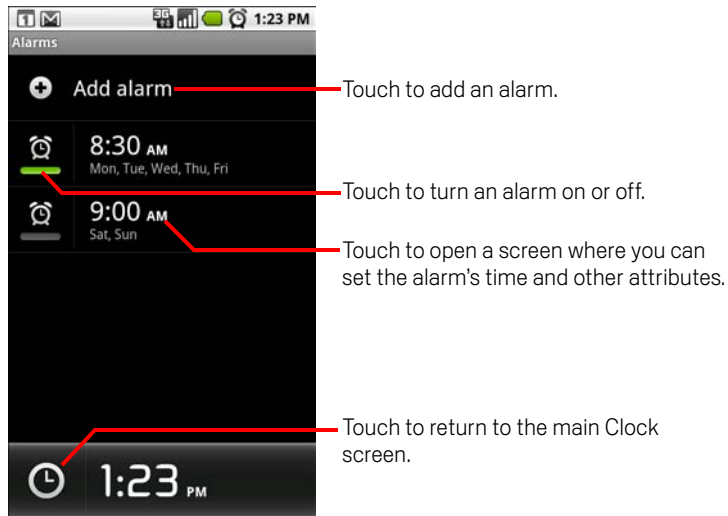 1 3G 1:23 PM
Alarms
Add alarm
Touch to add an alarm.
8:30 AM
Mon, Tue, Wed, Thu, Fri
Touch to turn an alarm on or off.
9:00 AM
Sat, Sun
Touch to open a screen where you can
set the alarm’s time and other attributes.
Touch to return to the main Clock
screen.
1:23 PM